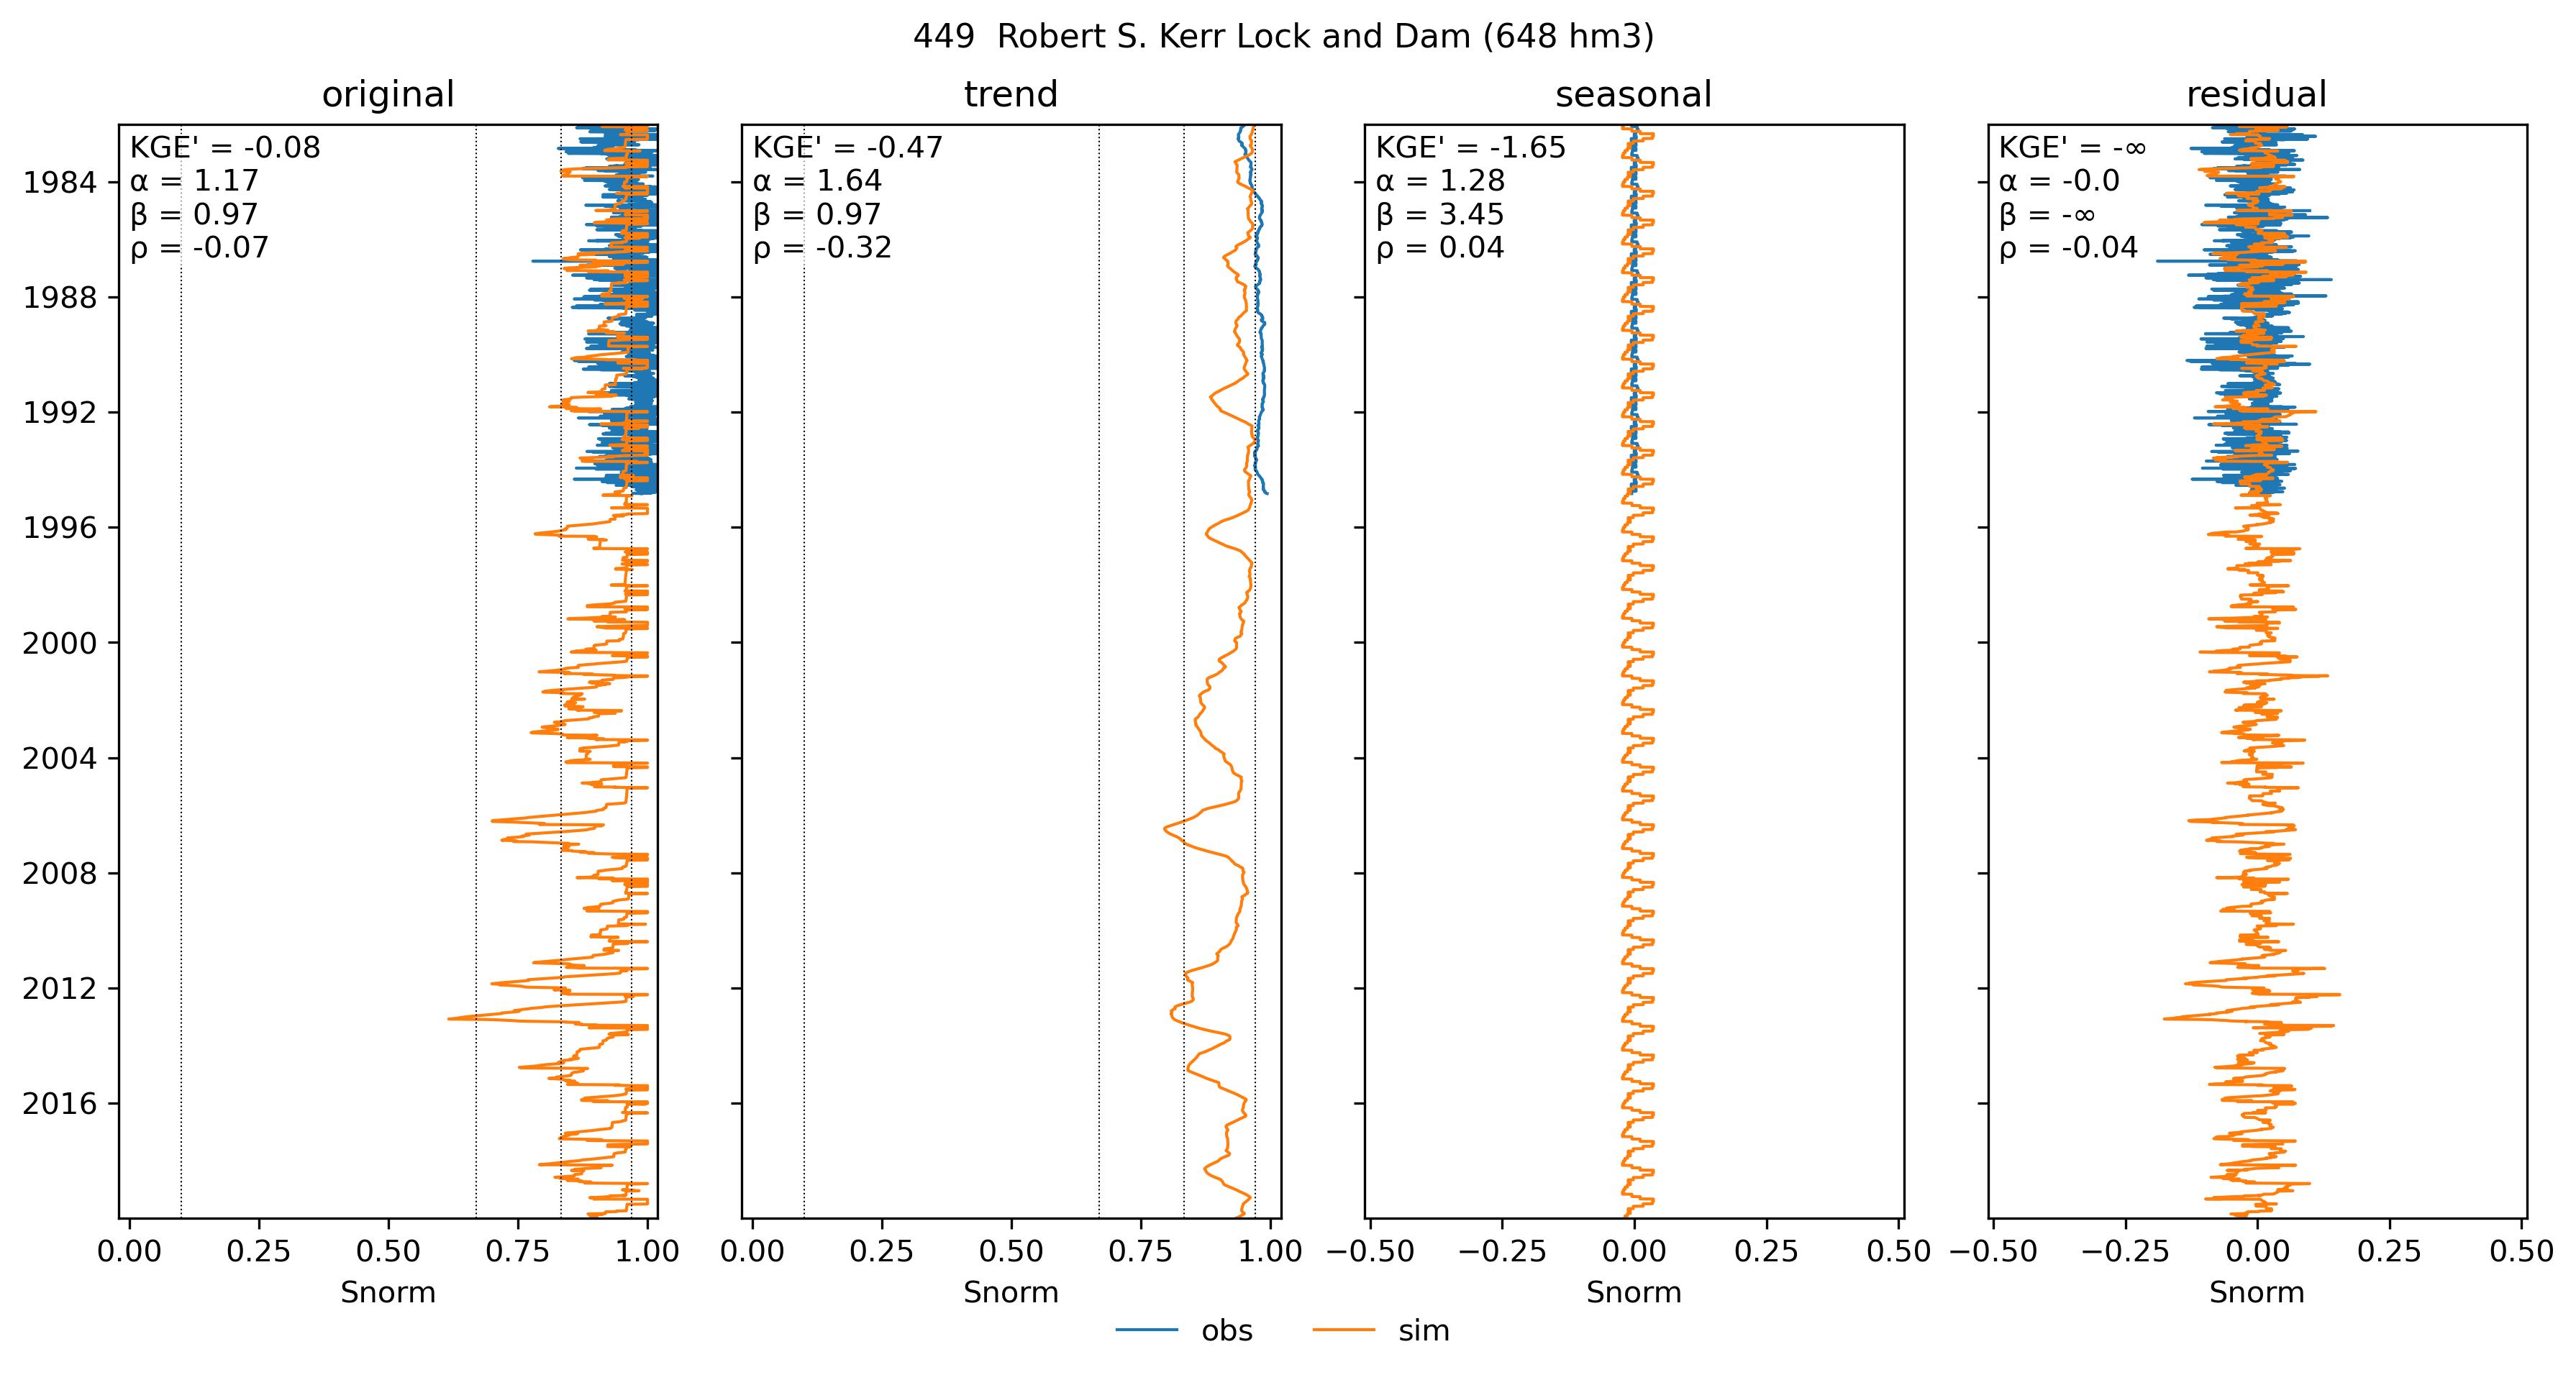 449  Robert S. Kerr Lock and Dam (648 hm3)
original
trend
seasonal
residual
KGE' = -0.08
α = 1.17
β = 0.97
ρ = -0.07
KGE' = -0.47
α = 1.64
β = 0.97
ρ = -0.32
KGE' = -1.65
α = 1.28
β = 3.45
ρ = 0.04
KGE' = -∞
α = -0.0
β = -∞
ρ = -0.04
1984
1988
1992
1996
2000
2004
2008
2012
2016
0.00 0.25 0.50 0.75 1.00
0.00 0.25 0.50 0.75 1.00
−0.50 −0.25 0.00 0.25 0.50
−0.50 −0.25 0.00 0.25 0.50
Snorm
Snorm
Snorm
Snorm
obs
sim